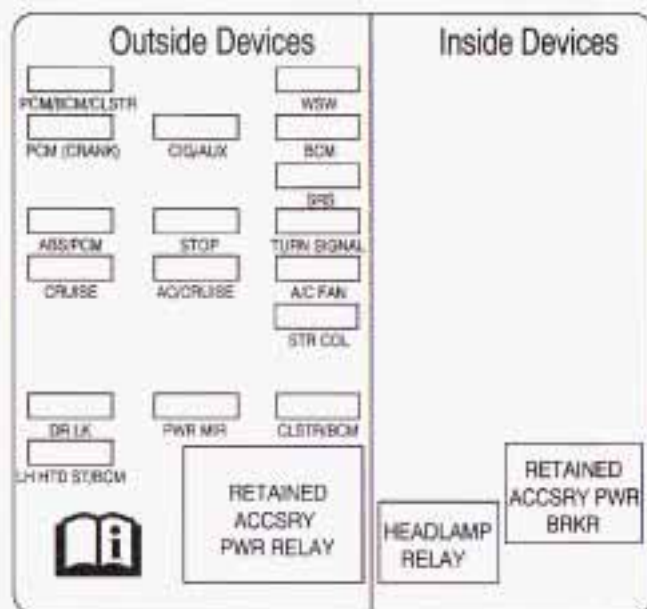 Outside Devices
Inside Devices
PCM/BCM/CLSTR
WSW
PCM (CRANK)
CIG/AUX
BCM
SRS
ABS/PCM
STOP
TURN SIGNAL
CRUISE
AC/CRUISE
A/C FAN
STR COL
DR LK
PWR MIR
CLSTR/BCM
LH HTD ST/BCM
RETAINED
ACCSRY
PWR RELAY
HEADLAMP
RELAY
RETAINED
ACCSRY PWR
BRKR
i